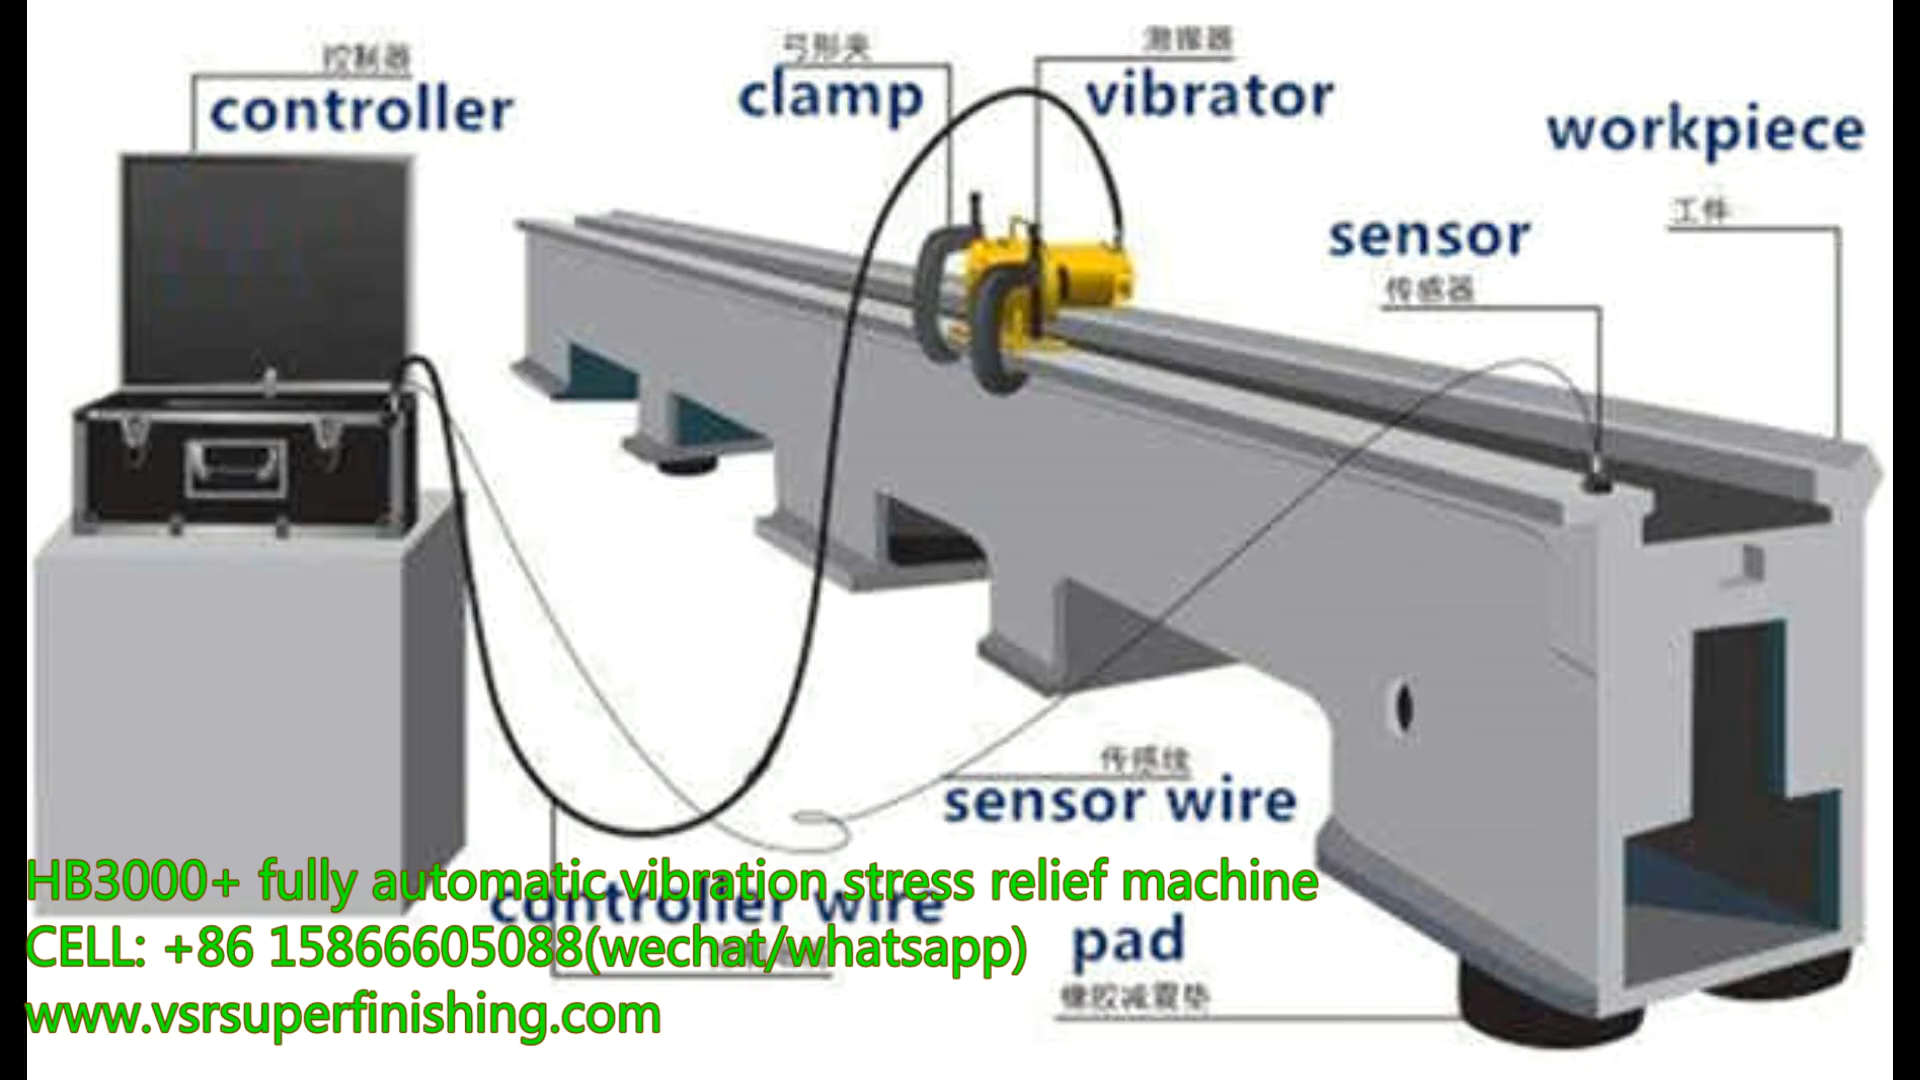 控制器
controller
弓形夹
clamp
激振器
vibrator
workpiece
工件
sensor
传感器
传感线
sensor wire
HB3000+ fully automatic vibration stress relief machine
controller wire
CELL: +86 15866605088(wechat/whatsapp)
pad
橡胶减震垫
www.vsrsuperfinishing.com